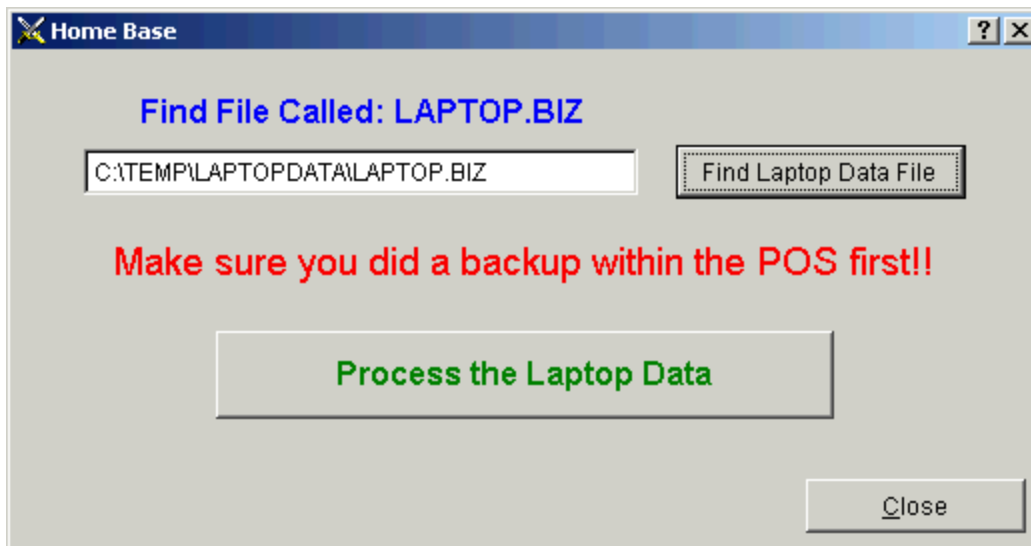 Home Base
Find File Called: LAPTOP.BIZ
C:\TEMP\LAPTOPDATA\LAPTOP.BIZ
Find Laptop Data File
Make sure you did a backup within the POS first!!
Process the Laptop Data
Close